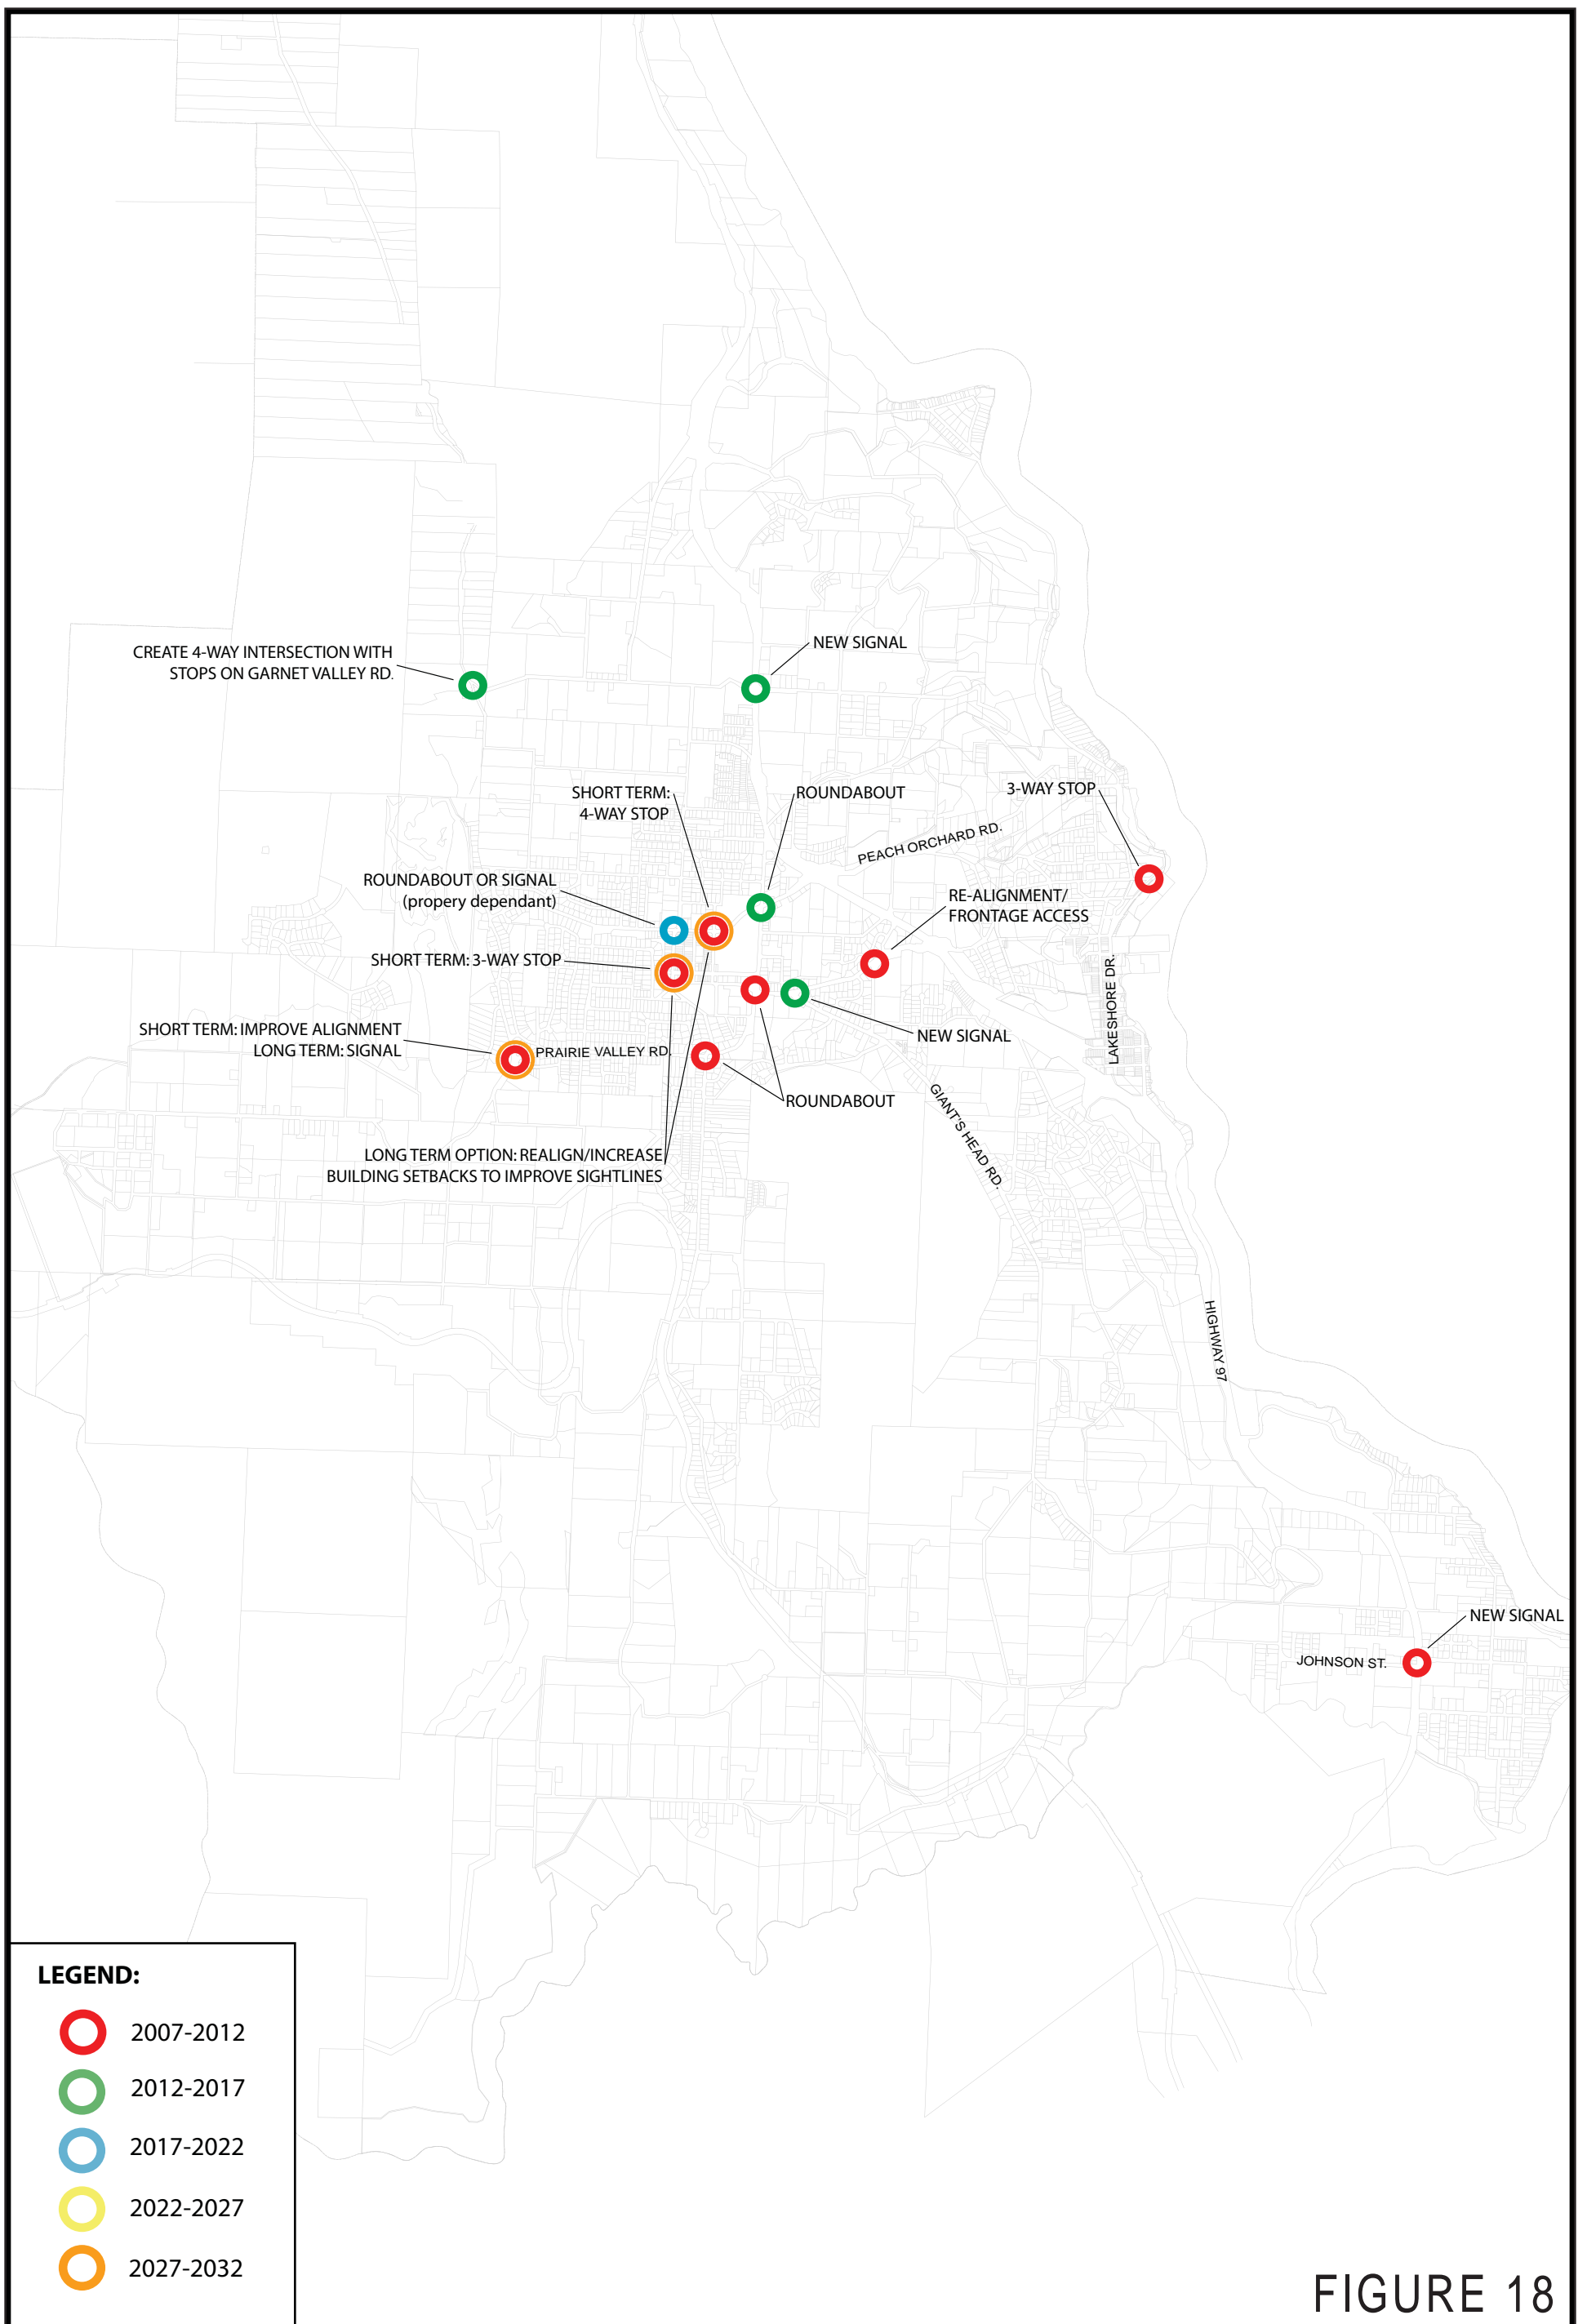 NEW SIGNAL
CREATE 4-WAY INTERSECTION WITH
STOPS ON GARNET VALLEY RD.
SHORT TERM:
4-WAY STOP
ROUNDABOUT
3-WAY STOP
PEACH ORCHARD RD.
ROUNDABOUT OR SIGNAL
(propery dependant)
RE-ALIGNMENT/
FRONTAGE ACCESS
SHORT TERM: 3-WAY STOP
LAKESHORE DR.
SHORT TERM: IMPROVE ALIGNMENT
LONG TERM: SIGNAL
PRAIRIE VALLEY RD.
NEW SIGNAL
ROUNDABOUT
GIANT'S HEAD RD.
LONG TERM OPTION: REALIGN/INCREASE
BUILDING SETBACKS TO IMPROVE SIGHTLINES
HIGHWAY 97
NEW SIGNAL
JOHNSON ST.
LEGEND:
2007-2012
2012-2017
2017-2022
2022-2027
2027-2032
FIGURE 18